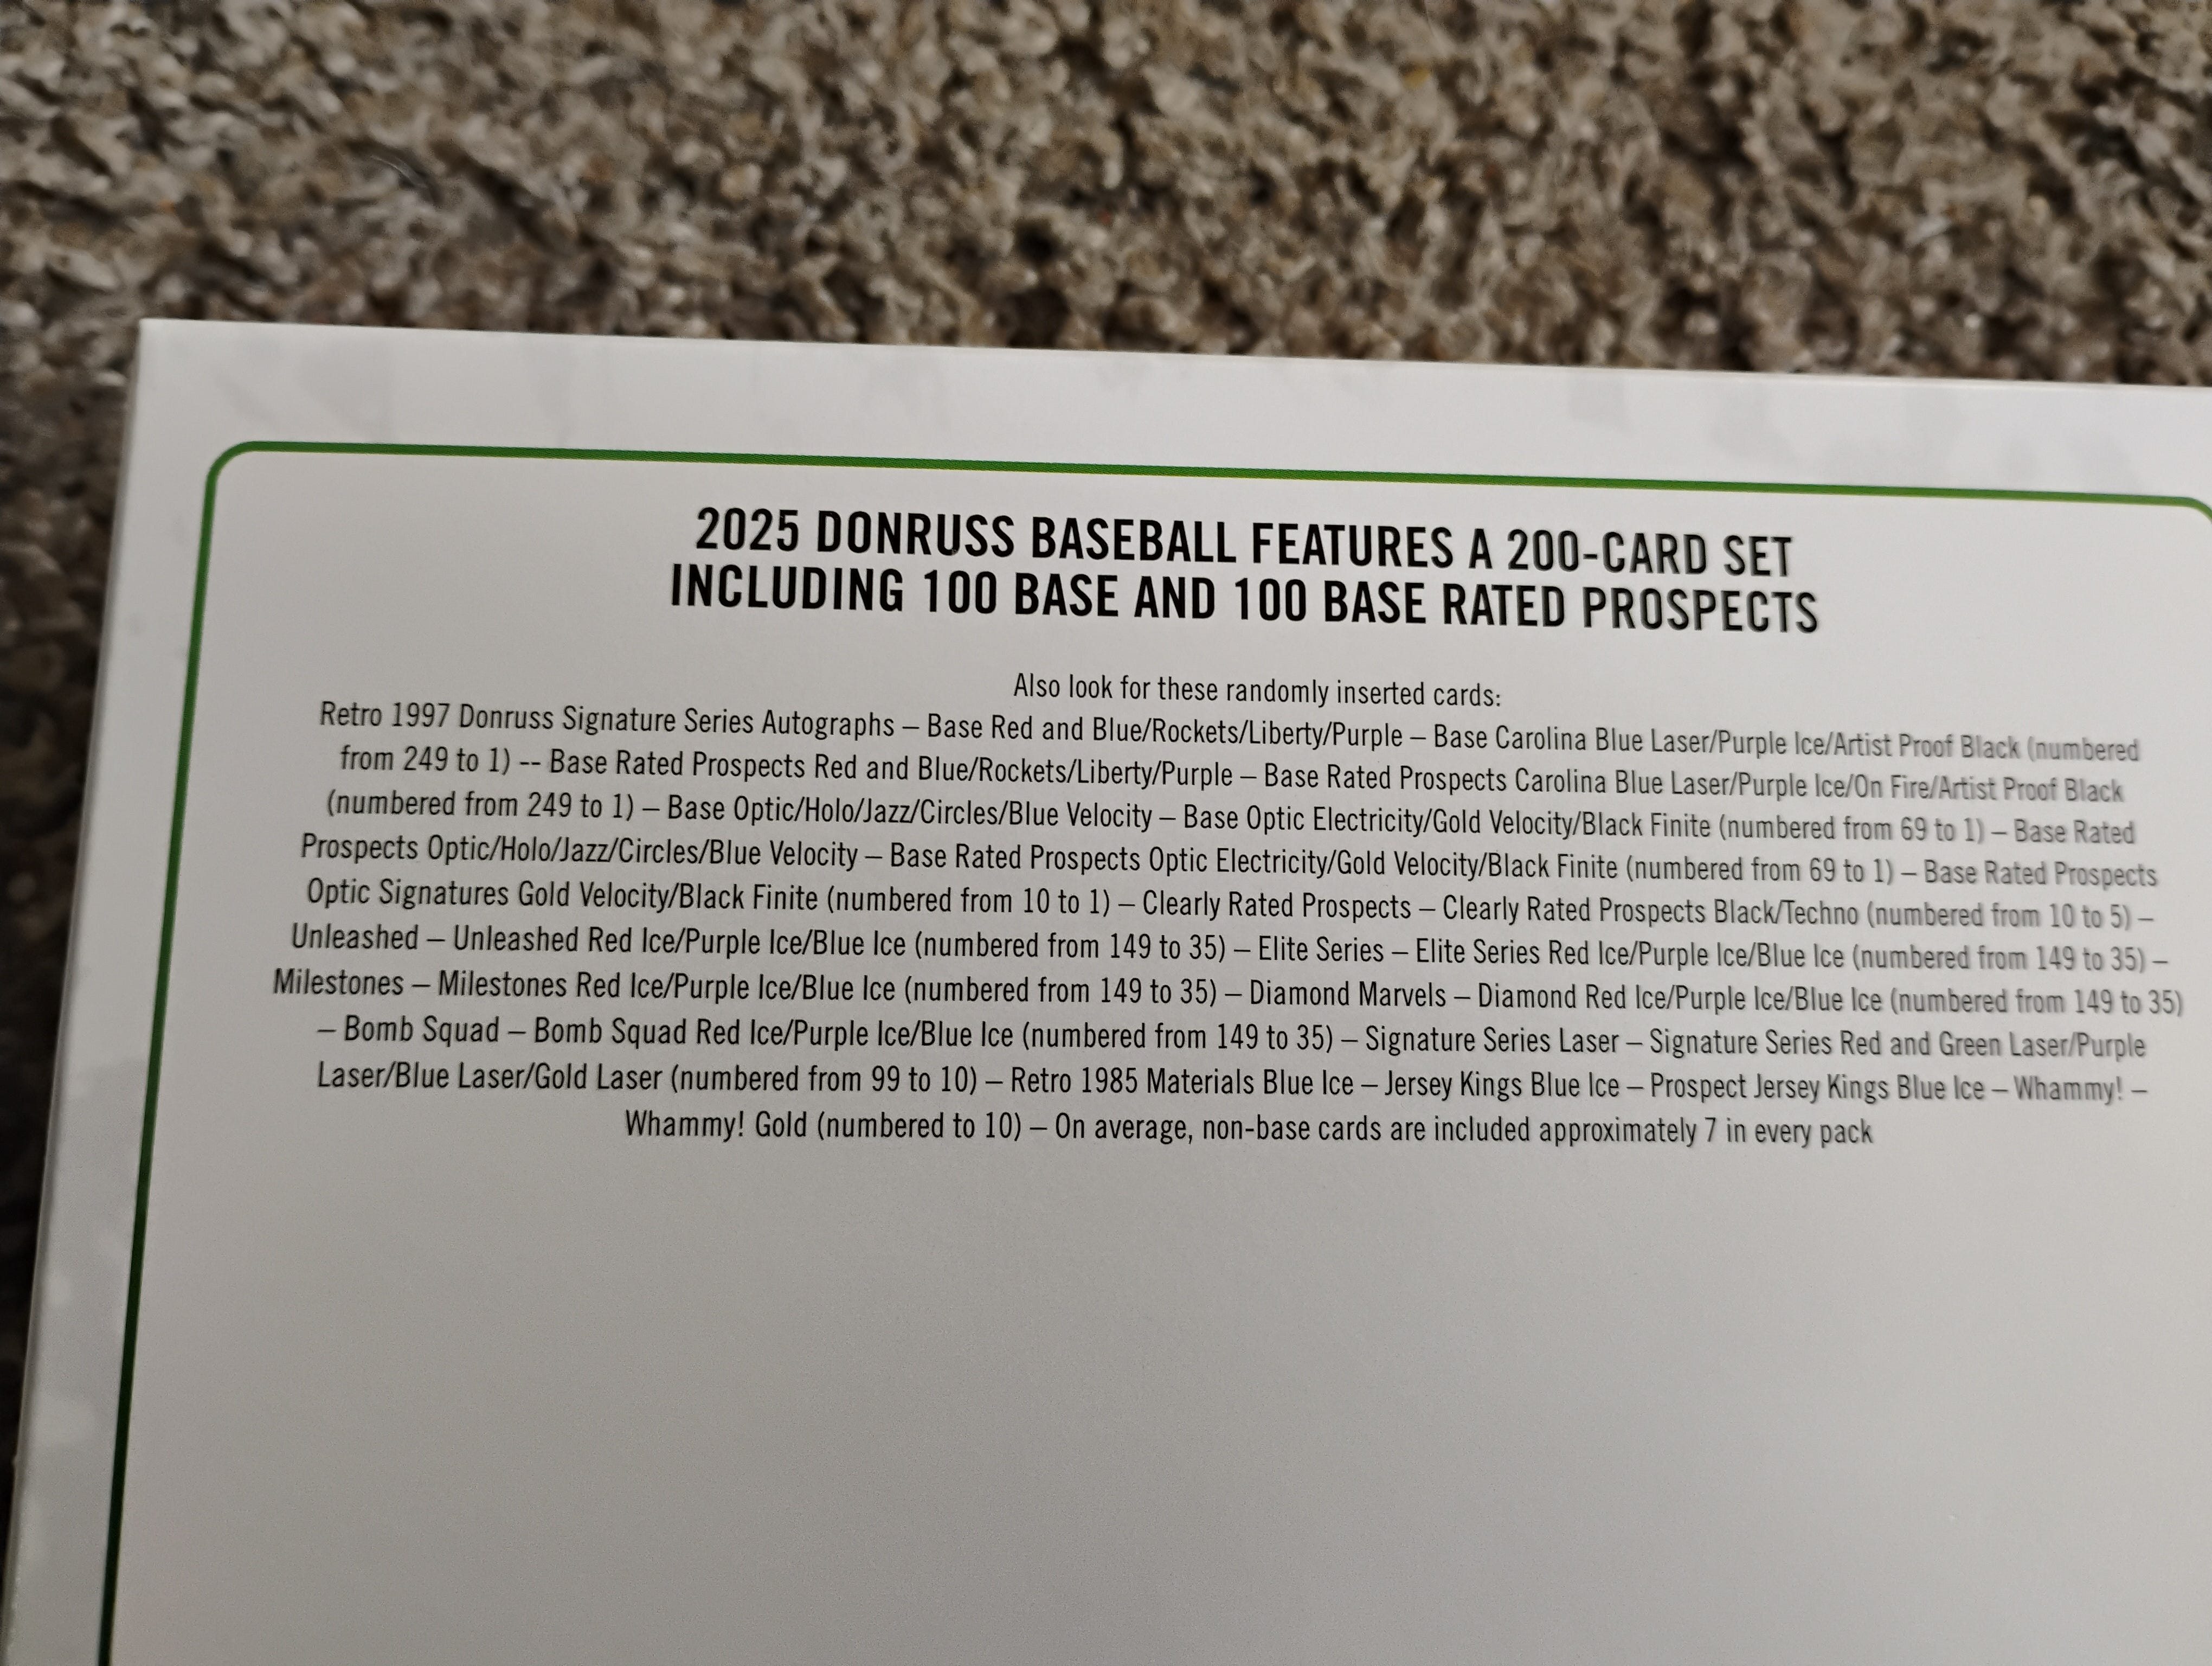 2025 DONRUSS BASEBALL FEATURES A 200-CARD SET
INCLUDING 100 BASE AND 100 BASE RATED PROSPECTS
Also look for these randomly inserted cards:
Retro 1997 Donruss Signature Series Autographs – Base Red and Blue/Rockets/Liberty/Purple – Base Carolina Blue Laser/Purple Ice/Artist Proof Black (numbered
from 249 to 1) -- Base Rated Prospects Red and Blue/Rockets/Liberty/Purple – Base Rated Prospects Carolina Blue Laser/Purple Ice/On Fire/Artist Proof Black
(numbered from 249 to 1) – Base Optic/Holo/Jazz/Circles/Blue Velocity – Base Optic Electricity/Gold Velocity/Black Finite (numbered from 69 to 1) – Base Rated
Prospects Optic/Holo/Jazz/Circles/Blue Velocity – Base Rated Prospects Optic Electricity/Gold Velocity/Black Finite (numbered from 69 to 1) – Base Rated Prospects
Optic Signatures Gold Velocity/Black Finite (numbered from 10 to 1) – Clearly Rated Prospects – Clearly Rated Prospects Black/Techno (numbered from 10 to 5) –
Unleashed – Unleashed Red Ice/Purple Ice/Blue Ice (numbered from 149 to 35) – Elite Series – Elite Series Red Ice/Purple Ice/Blue Ice (numbered from 149 to 35) –
Milestones – Milestones Red Ice/Purple Ice/Blue Ice (numbered from 149 to 35) – Diamond Marvels – Diamond Red Ice/Purple Ice/Blue Ice (numbered from 149 to 35)
– Bomb Squad – Bomb Squad Red Ice/Purple Ice/Blue Ice (numbered from 149 to 35) – Signature Series Laser – Signature Series Red and Green Laser/Purple
Laser/Blue Laser/Gold Laser (numbered from 99 to 10) – Retro 1985 Materials Blue Ice – Jersey Kings Blue Ice – Prospect Jersey Kings Blue Ice – Whammy! –
Whammy! Gold (numbered to 10) – On average, non-base cards are included approximately 7 in every pack